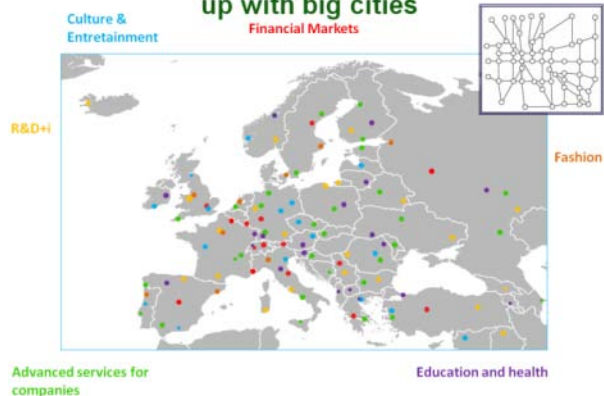 up with big cities
Culture &
Entretainment
Financial Markets
R&D+i
Fashion
Advanced services for
companies
Education and health